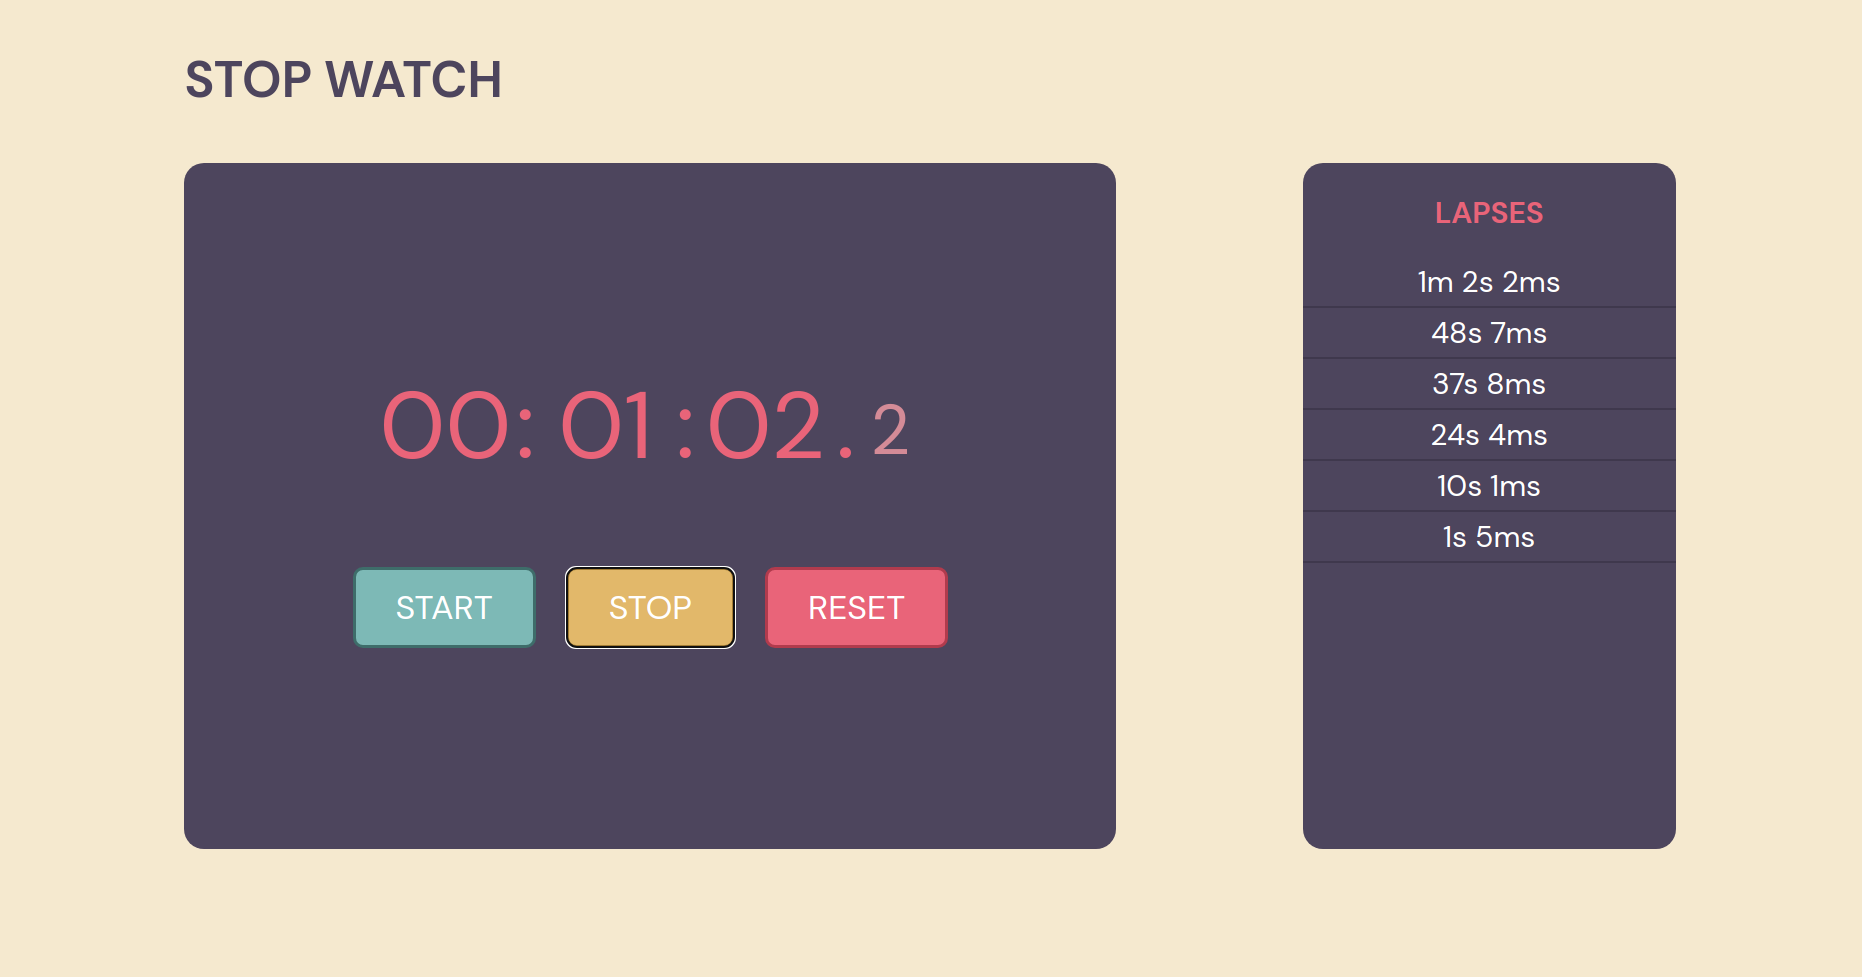 STOP WATCH
00: 01 :02. 2
START STOP RESET
LAPSES
1m 2s 2ms
48s 7ms
37s 8ms
24s 4ms
10s 1ms
1s 5ms